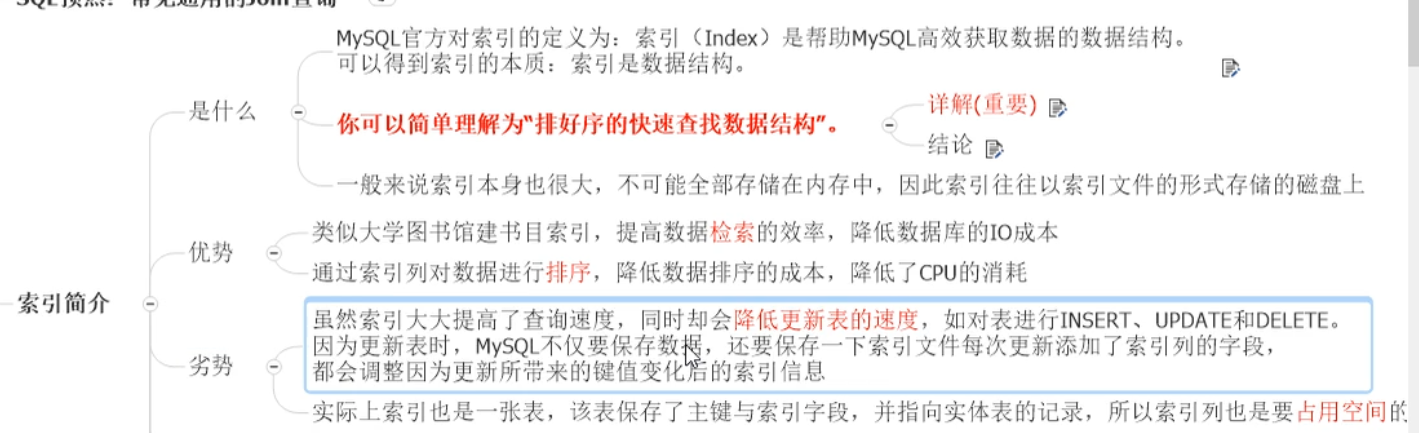 SQL预热：常见通用的Join查询
MySQL官方对索引的定义为：索引（Index）是帮助MySQL高效获取数据的数据结构。
可以得到索引的本质：索引是数据结构。
是什么
你可以简单理解为“排好序的快速查找数据结构”。
详解(重要)
结论
一般来说索引本身也很大，不可能全部存储在内存中，因此索引往往以索引文件的形式存储的磁盘上
优势
类似大学图书馆建书目索引，提高数据检索的效率，降低数据库的IO成本
通过索引列对数据进行排序，降低数据排序的成本，降低了CPU的消耗
索引简介
劣势
虽然索引大大提高了查询速度，同时却会降低更新表的速度，如对表进行INSERT、UPDATE和DELETE。
因为更新表时，MySQL不仅要保存数据，还要保存一下索引文件每次更新添加了索引列的字段，
都会调整因为更新所带来的键值变化后的索引信息
实际上索引也是一张表，该表保存了主键与索引字段，并指向实体表的记录，所以索引列也是要占用空间的